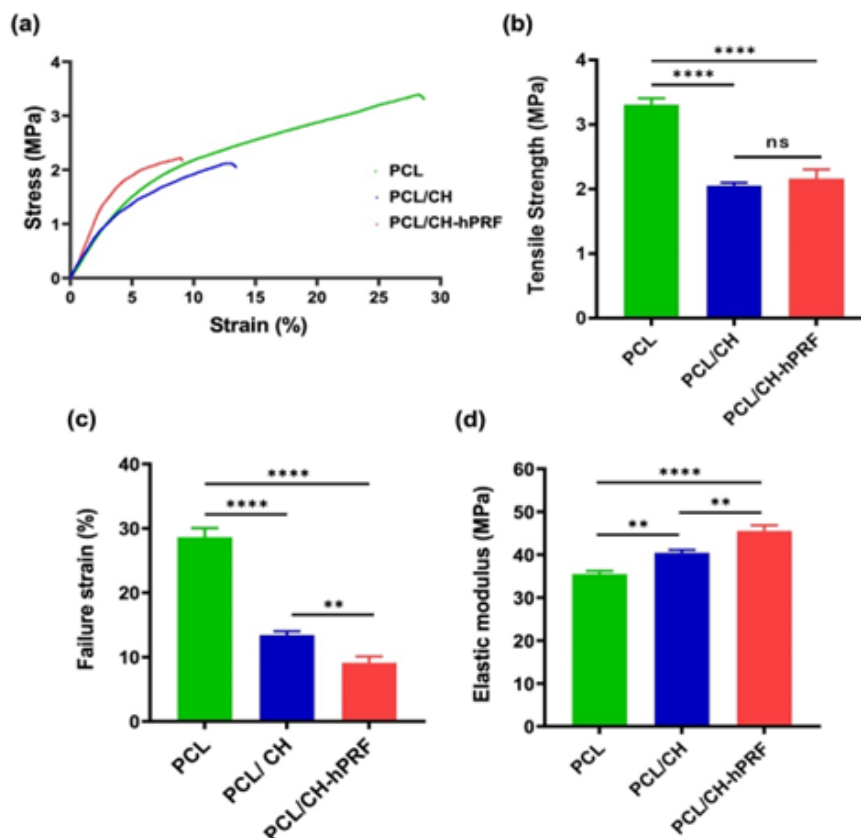 (a)
Stress (MPa)
4
3
2
1
0
0 5 10 15 20 25 30
Strain (%)
PCL
PCL/CH
PCL/CH-hPRF
(b)
Tensile Strength (MPa)
4
3
2
1
0
****
****
ns
PCL
PCL/CH
PCL/CH-hPRF
(c)
Failure strain (%)
40
30
20
10
0
****
****
**
PCL
PCL/ CH
PCL/CH-hPRF
(d)
Elastic modulus (MPa)
60
50
40
30
20
10
0
****
**
**
PCL
PCL/CH
PCL/CH-hPRF